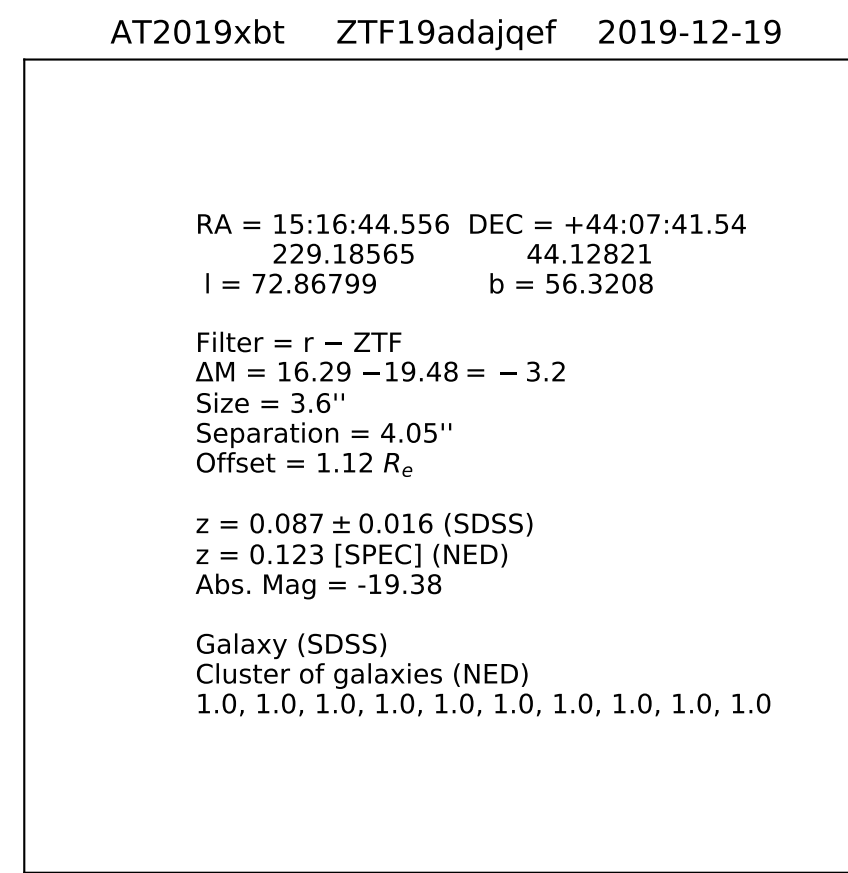 AT2019xbt ZTF19adajqef 2019-12-19
RA = 15:16:44.556 DEC = +44:07:41.54
229.18565 44.12821
l = 72.86799 b = 56.3208
Filter = r − ZTF
ΔM = 16.29 −19.48 = − 3.2
Size = 3.6''
Separation = 4.05''
Offset = 1.12 Rₑ
z = 0.087 ± 0.016 (SDSS)
z = 0.123 [SPEC] (NED)
Abs. Mag = -19.38
Galaxy (SDSS)
Cluster of galaxies (NED)
1.0, 1.0, 1.0, 1.0, 1.0, 1.0, 1.0, 1.0, 1.0, 1.0